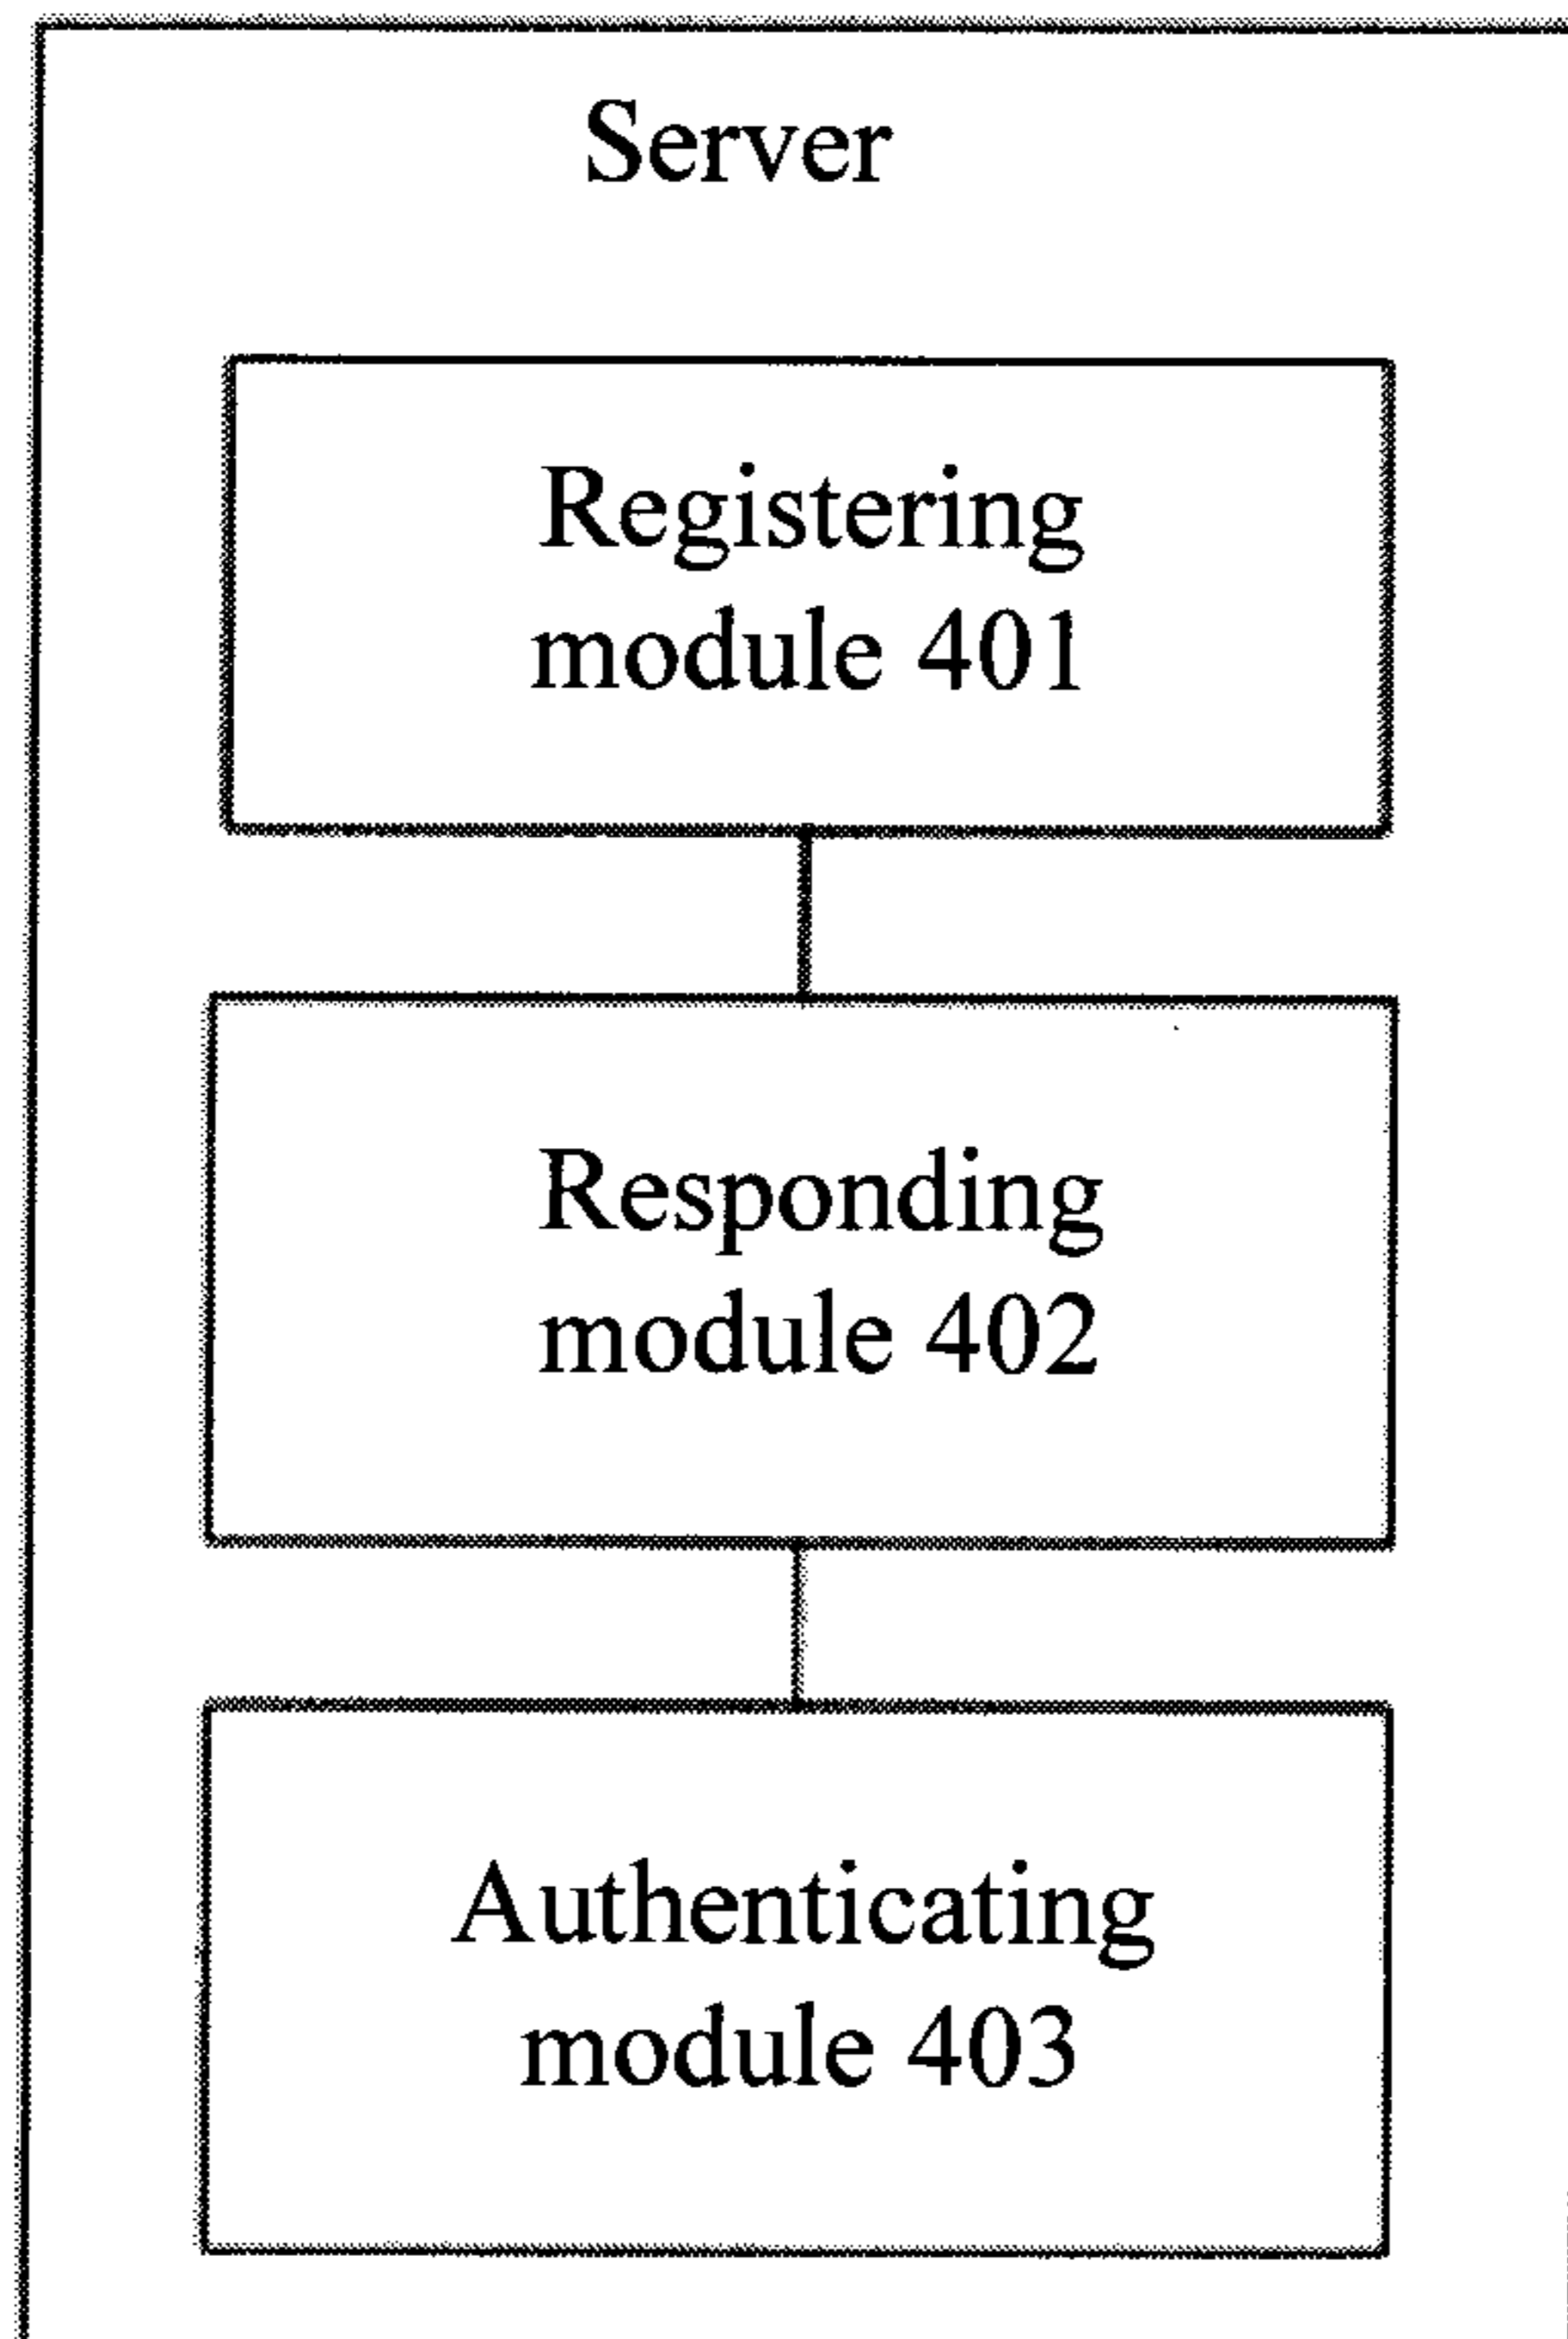 Server
Registering
module 401
Responding
module 402
Authenticating
module 403